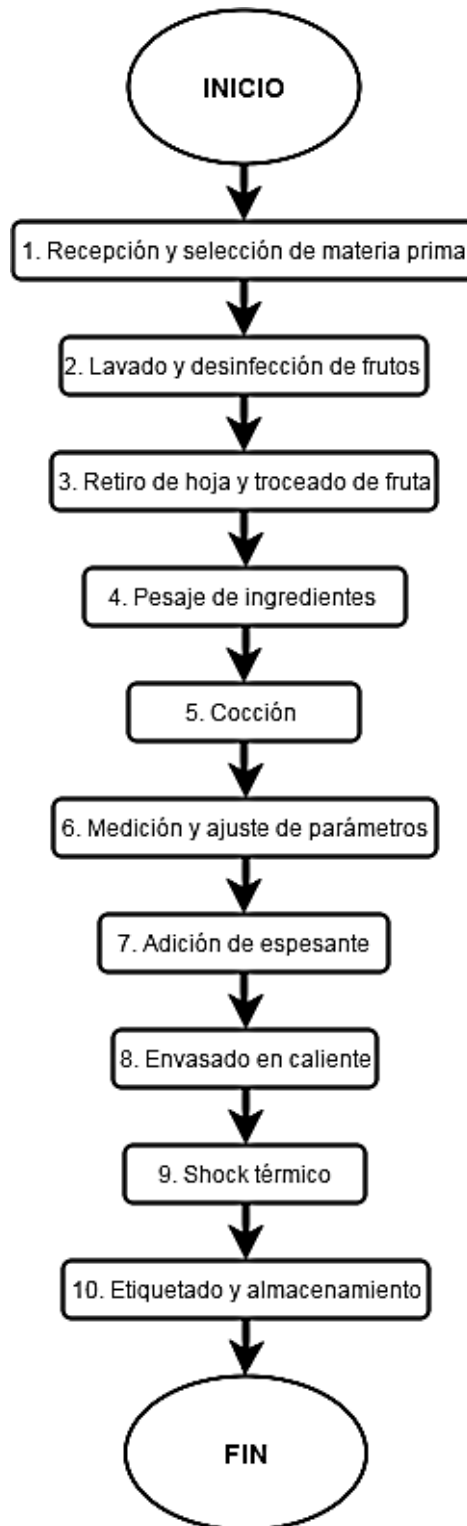 INICIO
1. Recepción y selección de materia prima
2. Lavado y desinfección de frutos
3. Retiro de hoja y troceado de fruta
4. Pesaje de ingredientes
5. Cocción
6. Medición y ajuste de parámetros
7. Adición de espesante
8. Envasado en caliente
9. Shock térmico
10. Etiquetado y almacenamiento
FIN